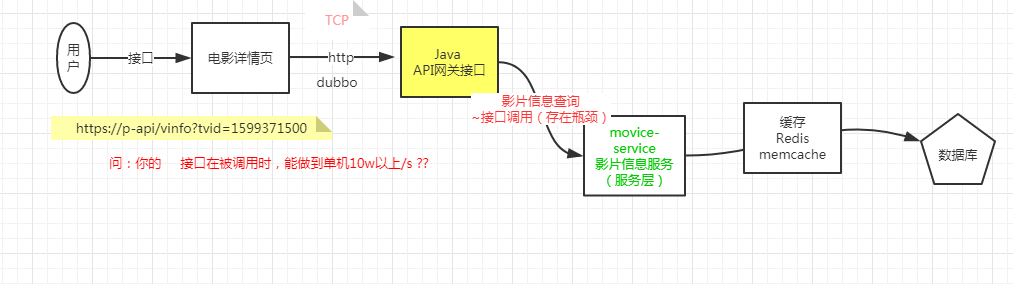 TCP
用
户
接口
电影详情页
http
dubbo
Java
API网关接口
影片信息查询
~接口调用（存在瓶颈）
movice-
service
影片信息服务
（服务层）
缓存
Redis
memcache
数据库
https://p-api/vinfo?tvid=1599371500
问：你的 接口在被调用时，能做到单机10w以上/s ??